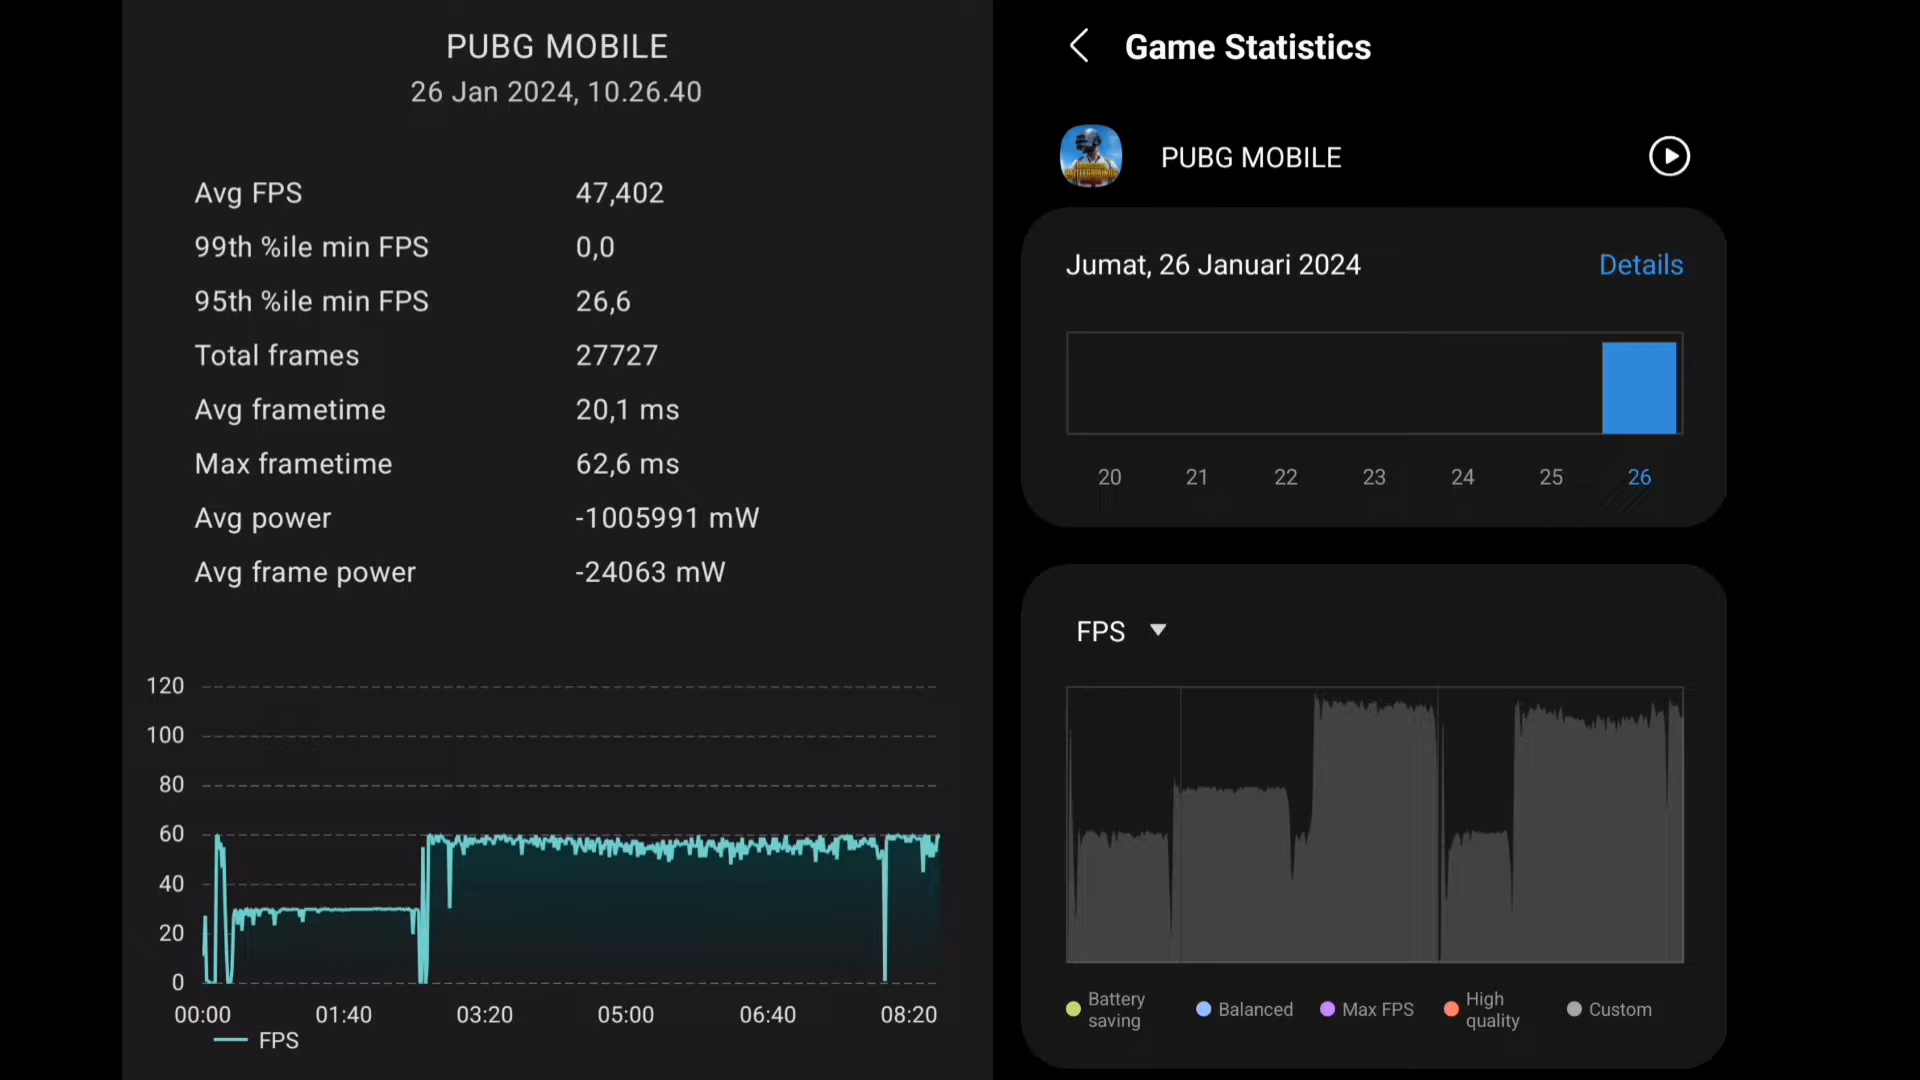 PUBG MOBILE
26 Jan 2024, 10.26.40
Avg FPS 47,402
99th %ile min FPS 0,0
95th %ile min FPS 26,6
Total frames 27727
Avg frametime 20,1 ms
Max frametime 62,6 ms
Avg power -1005991 mW
Avg frame power -24063 mW
120
100
80
60
40
20
0
00:00 01:40 03:20 05:00 06:40 08:20
FPS
Game Statistics
PUBG MOBILE
Jumat, 26 Januari 2024 Details
20 21 22 23 24 25 26
FPS
Battery
saving
Balanced
Max FPS
High
quality
Custom